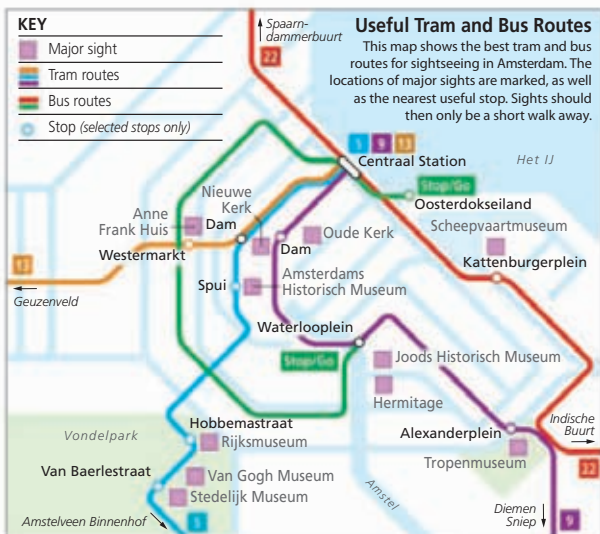 KEY
Major sight
Tram routes
Bus routes
Stop (selected stops only)
Spaarn-
dammerbuurt
22
Useful Tram and Bus Routes
This map shows the best tram and bus
routes for sightseeing in Amsterdam. The
locations of major sights are marked, as well
as the nearest useful stop. Sights should
then only be a short walk away.
5 9 13
Centraal Station
Het IJ
Stop/Go
Oosterdokseiland
Nieuwe
Kerk
Anne
Frank Huis
Dam
Dam
Oude Kerk
Scheepvaartmuseum
Westermarkt
Kattenburgerplein
13
Geuzenveld
Spui
Amsterdams
Historisch Museum
Waterlooplein
Stop/Go
Joods Historisch Museum
Hermitage
Vondelpark
Hobbemastraat
Rijksmuseum
Alexanderplein
Indische
Buurt
Tropenmuseum
22
Van Baerlestraat
Van Gogh Museum
Stedelijk Museum
Amstel
Amstelveen Binnenhof
5
Diemen
Sniep
9